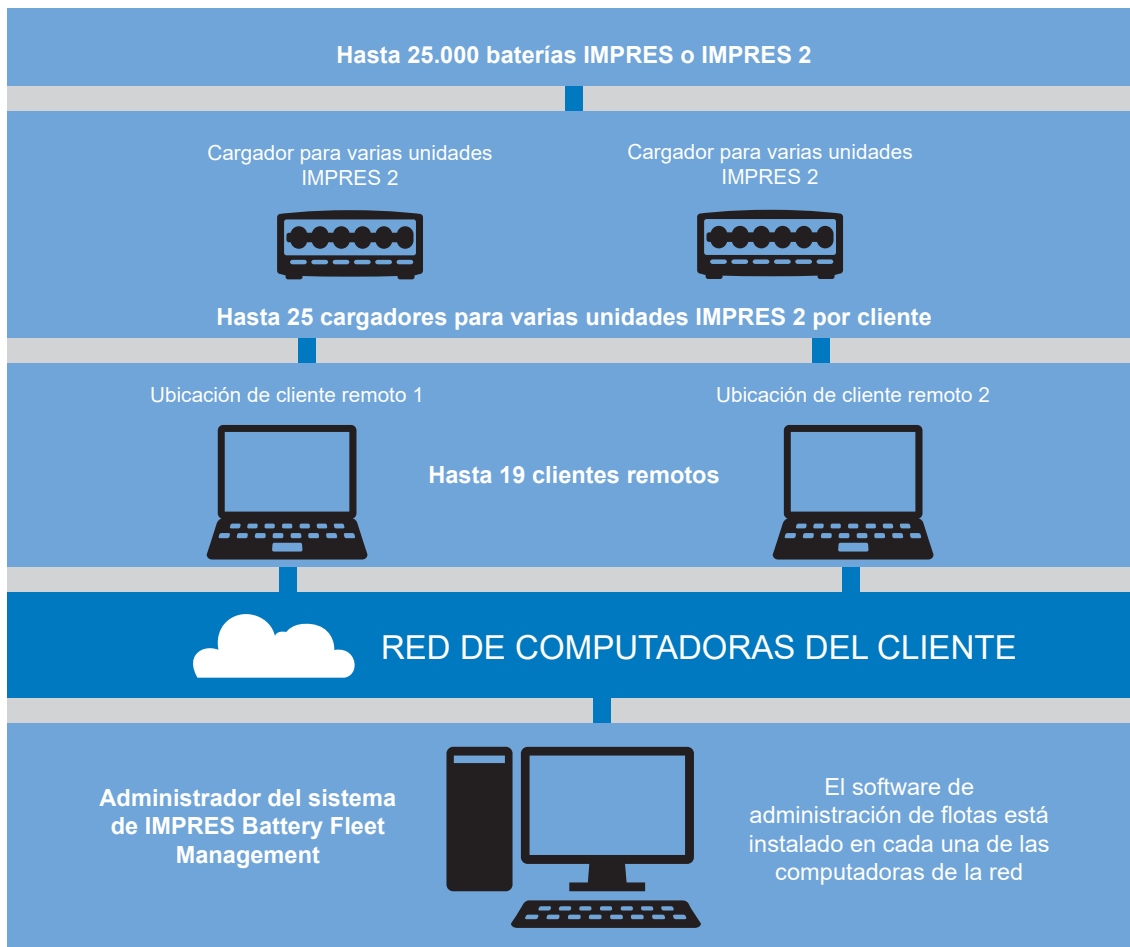 Hasta 25.000 baterías IMPRES o IMPRES 2
Cargador para varias unidades
IMPRES 2
Cargador para varias unidades
IMPRES 2
Hasta 25 cargadores para varias unidades IMPRES 2 por cliente
Ubicación de cliente remoto 1
Ubicación de cliente remoto 2
Hasta 19 clientes remotos
RED DE COMPUTADORAS DEL CLIENTE
Administrador del sistema
de IMPRES Battery Fleet
Management
El software de
administración de flotas está
instalado en cada una de las
computadoras de la red